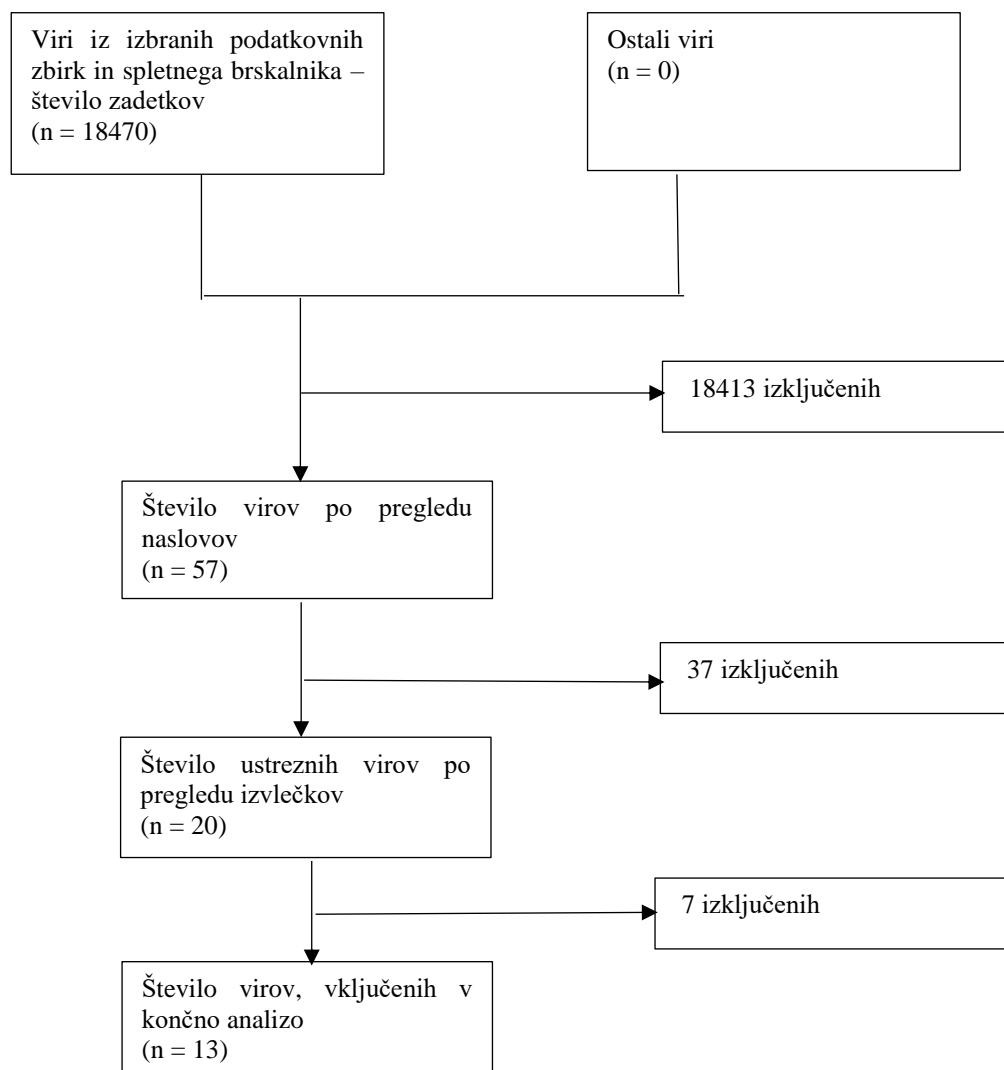 Viri iz izbranih podatkovnih
zbirk in spletnega brskalnika –
število zadetkov
(n = 18470)
Ostali viri
(n = 0)
18413 izključenih
Število virov po pregledu
naslovov
(n = 57)
37 izključenih
Število ustreznih virov po
pregledu izvlečkov
(n = 20)
7 izključenih
Število virov, vključenih v
končno analizo
(n = 13)